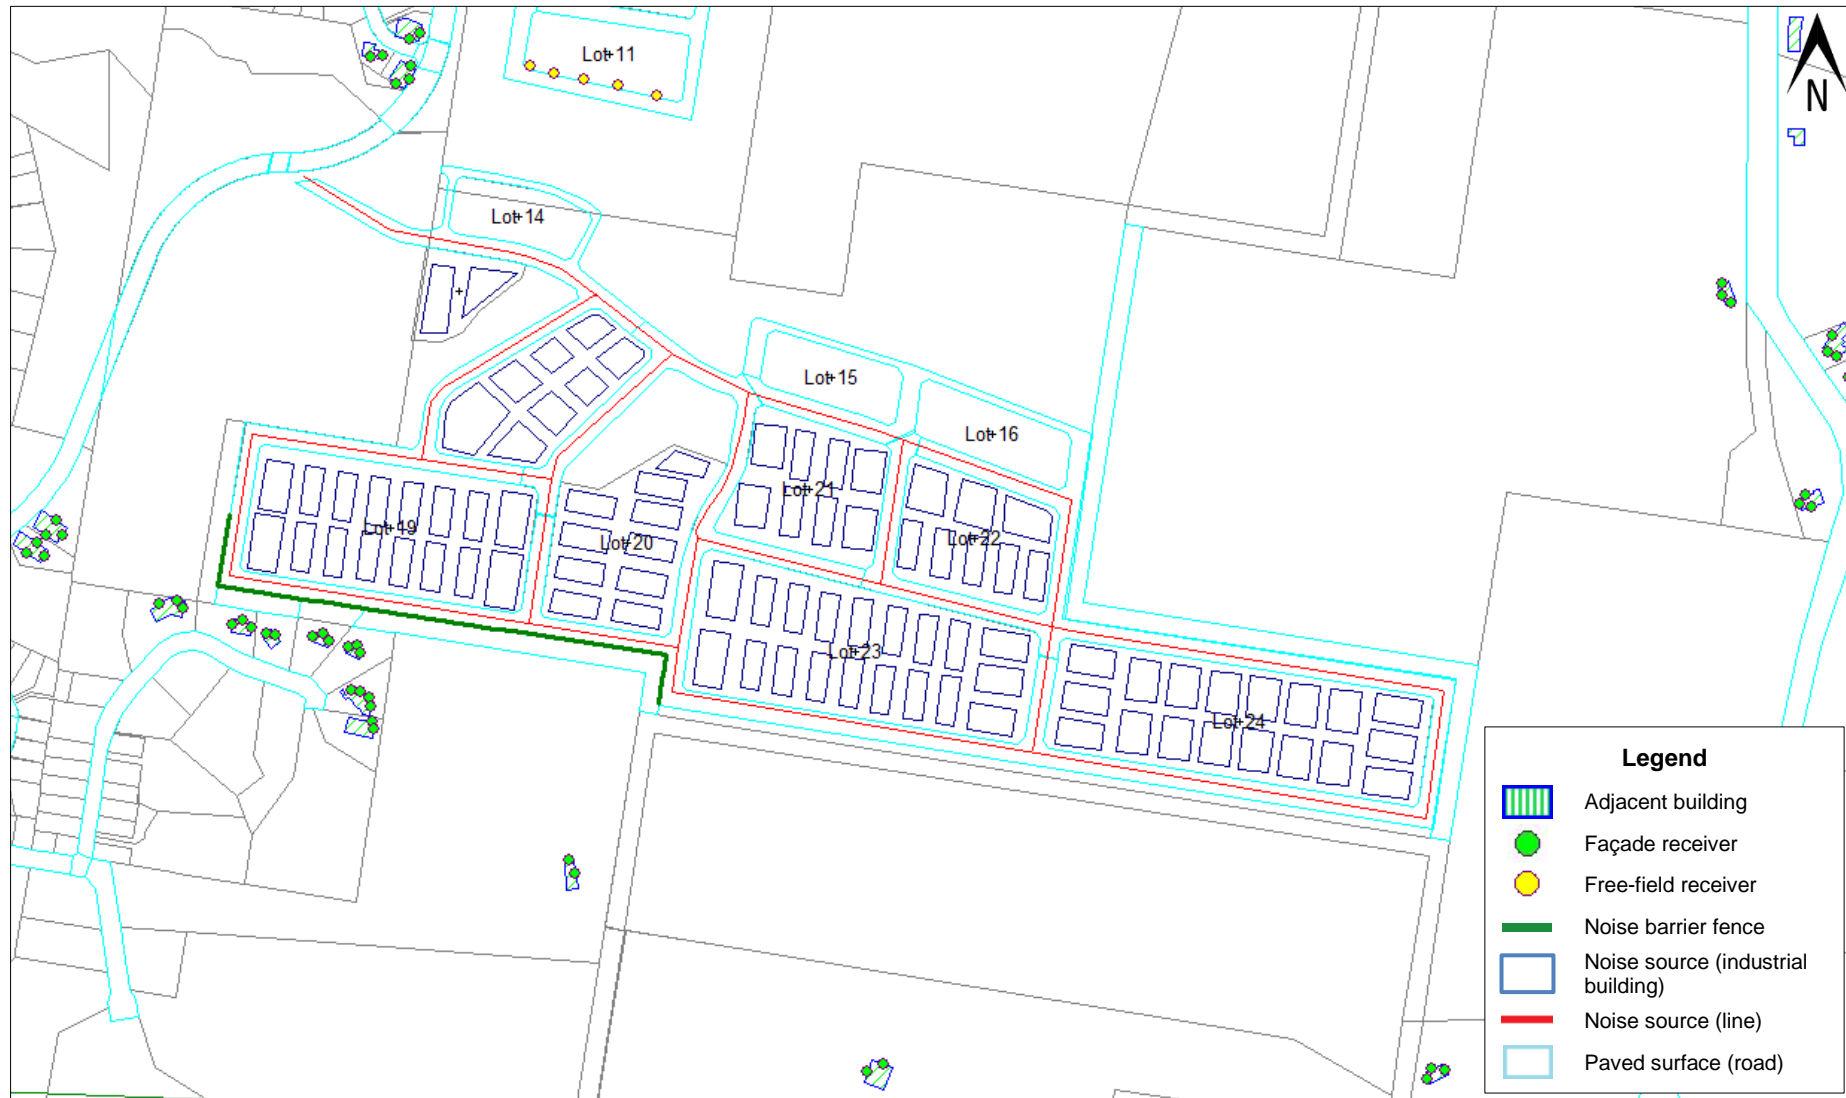 Lot 11
N
Lot 14
Lot 15
Lot 16
Lot 21
Lot 19
Lot 22
Lot 20
Lot 23
Lot 24
Legend
Adjacent building
Façade receiver
Free-field receiver
Noise barrier fence
Noise source (industrial
building)
Noise source (line)
Paved surface (road)